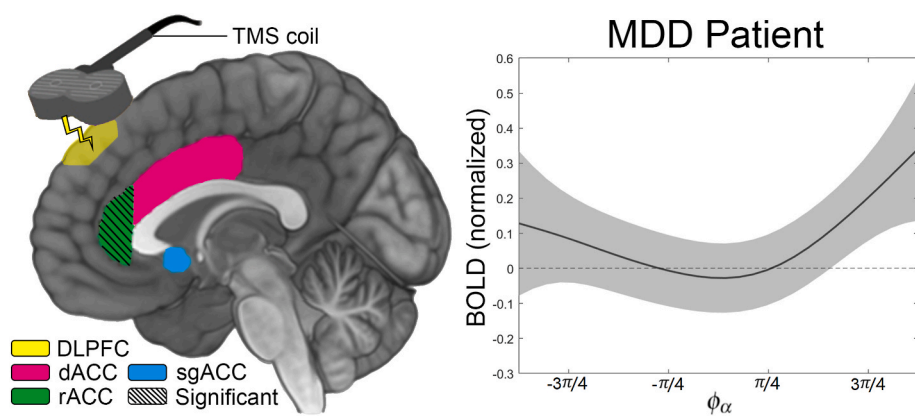 TMS coil
DLPFC
dACC
sgACC
rACC
Significant
MDD Patient
BOLD (normalized)
0.6
0.5
0.4
0.3
0.2
0.1
0
-0.1
-0.2
-0.3
-3π/4
-π/4
π/4
3π/4
ϕα